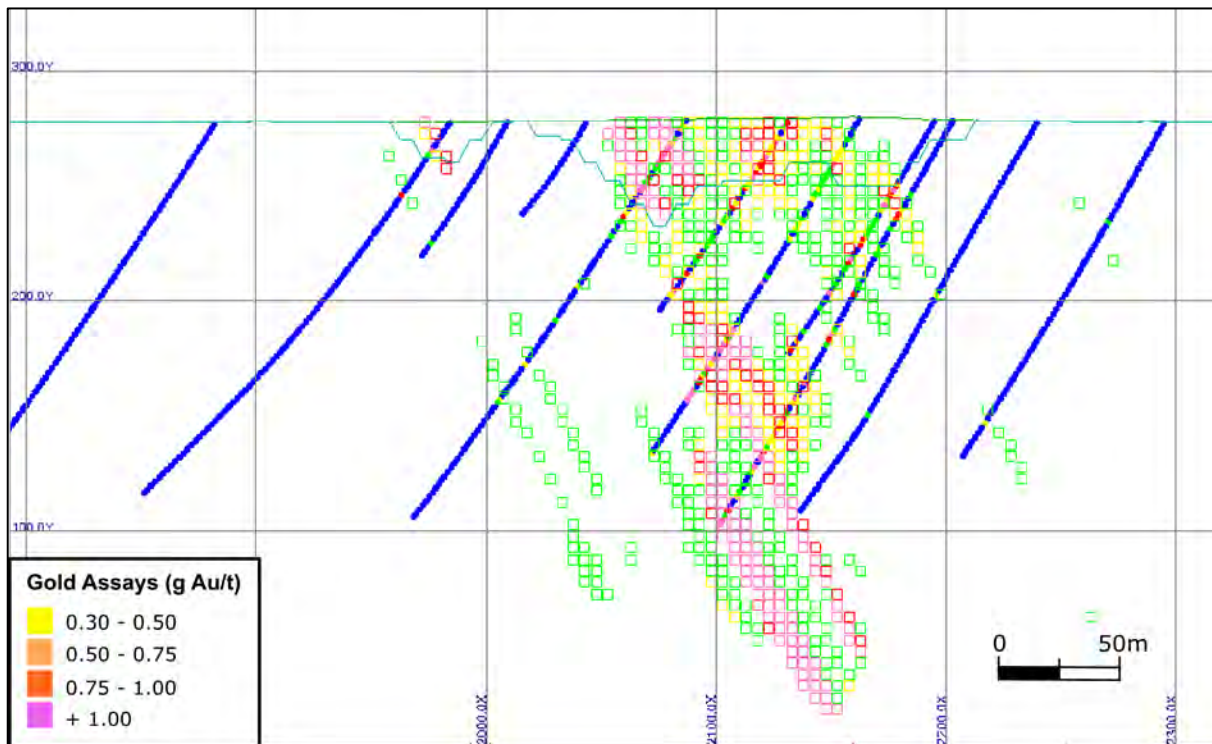 300.0Y
200.0Y
100.0Y
Gold Assays (g Au/t)
0.30 - 0.50
0.50 - 0.75
0.75 - 1.00
+ 1.00
0 50m
2000.0X
2100.0X
2200.0X
2300.0X